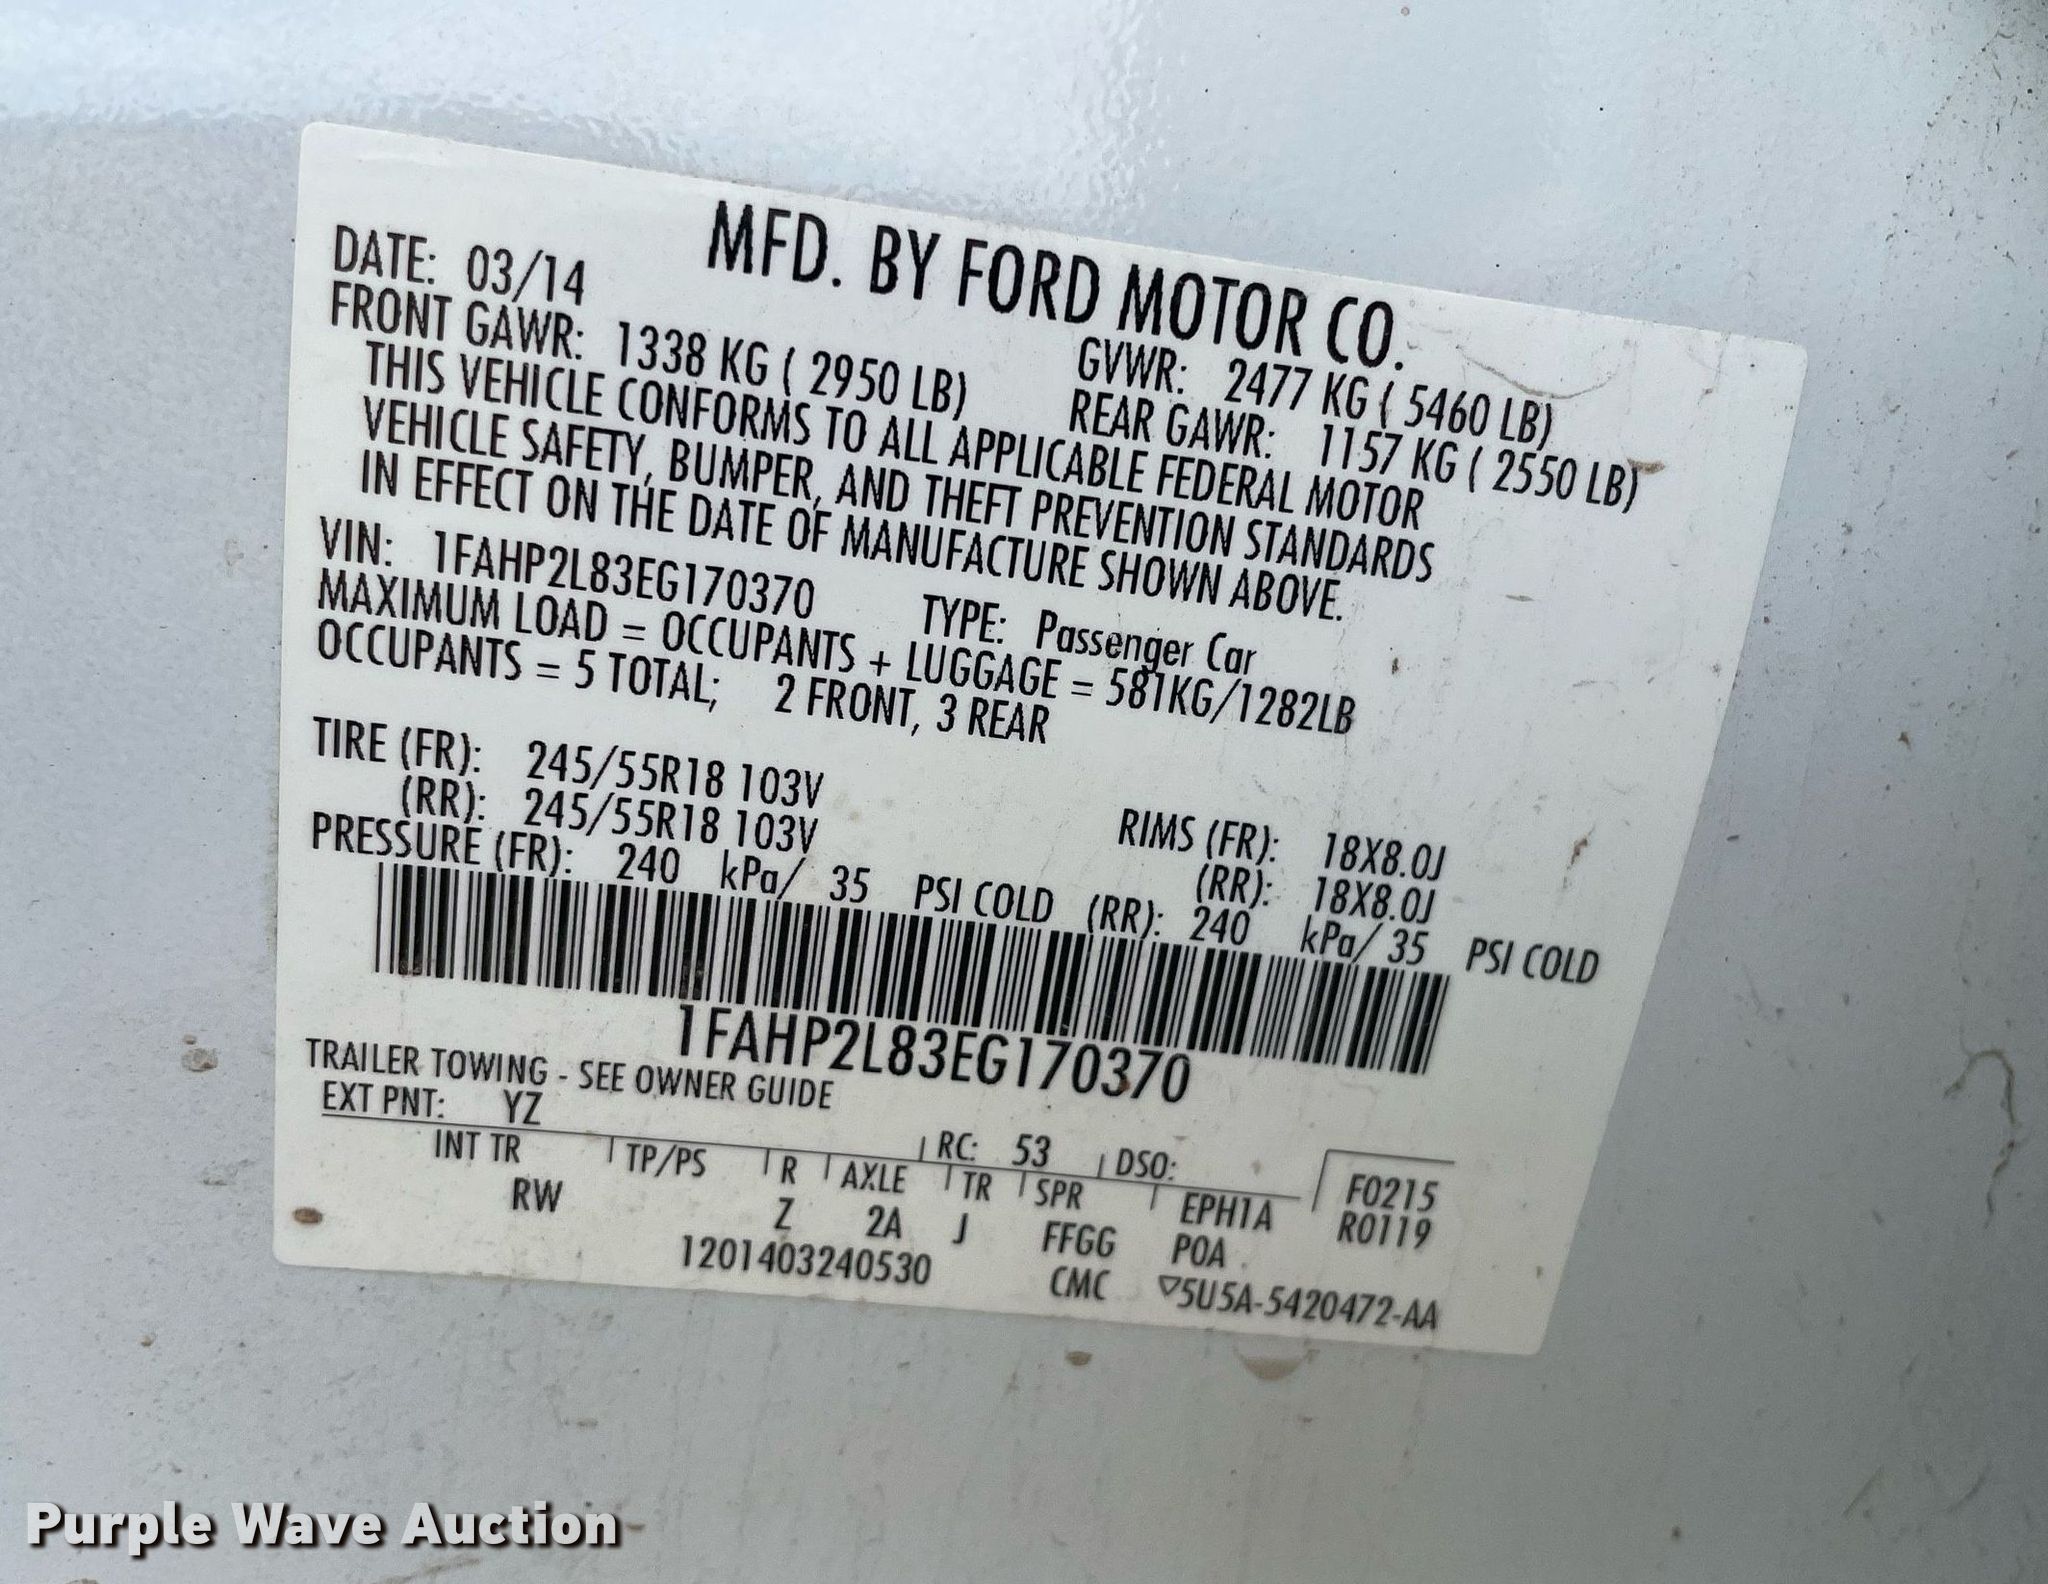 MFD. BY FORD MOTOR CO.
DATE: 03/14 GVWR: 2477 KG ( 5460 LB)
FRONT GAWR: 1338 KG ( 2950 LB) REAR GAWR: 1157 KG ( 2550 LB)
THIS VEHICLE CONFORMS TO ALL APPLICABLE FEDERAL MOTOR
VEHICLE SAFETY, BUMPER, AND THEFT PREVENTION STANDARDS
IN EFFECT ON THE DATE OF MANUFACTURE SHOWN ABOVE.
VIN: 1FAHP2L83EG170370 TYPE: Passenger Car
MAXIMUM LOAD = OCCUPANTS + LUGGAGE = 581KG/1282LB
OCCUPANTS = 5 TOTAL; 2 FRONT, 3 REAR
TIRE (FR): 245/55R18 103V RIMS (FR): 18X8.0J
(RR): 245/55R18 103V (RR): 18X8.0J
PRESSURE (FR): 240 kPa/ 35 PSI COLD (RR): 240 kPa/ 35 PSI COLD
1FAHP2L83EG170370
TRAILER TOWING - SEE OWNER GUIDE
EXT PNT: YZ RC: 53 DSO: F0215
INT TR TP/PS R AXLE TR SPR EPH1A R0119
RW Z 2A J FFGG POA
1201403240530 CMC ▽5U5A-5420472-AA
Purple Wave Auction